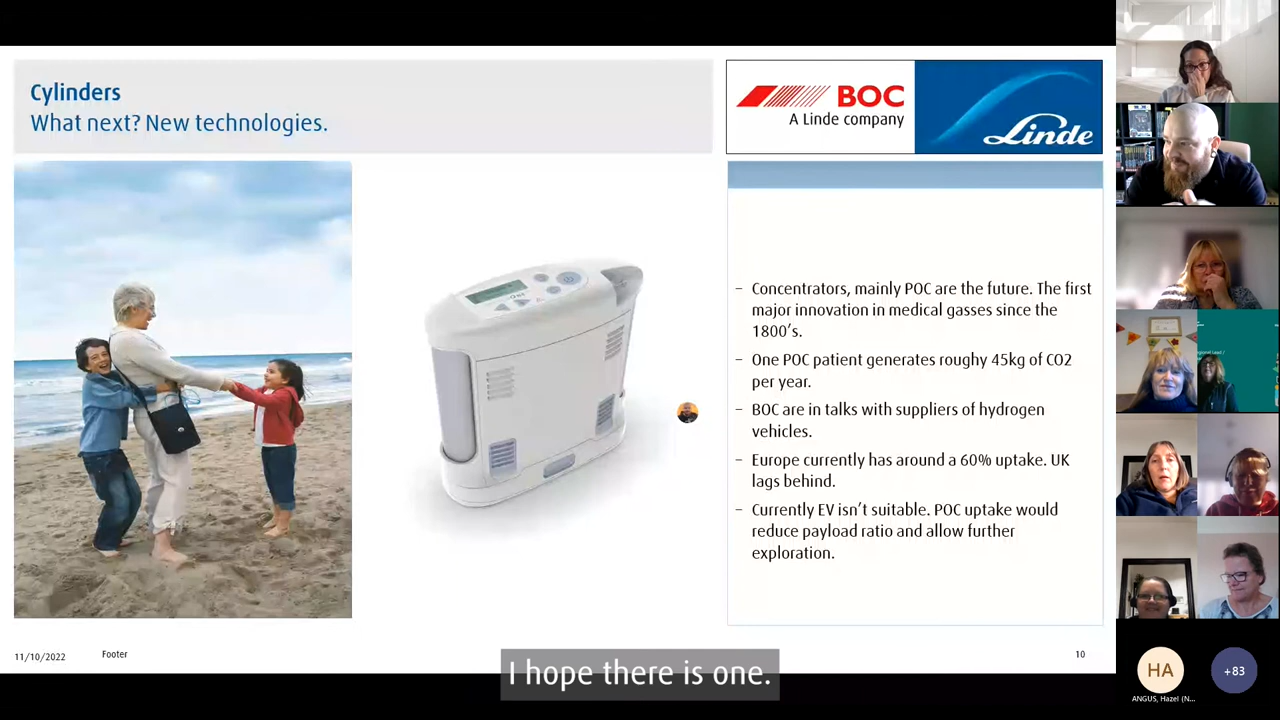 Cylinders
What next? New technologies.
BOC
A Linde company
Linde
– Concentrators, mainly POC are the future. The first
major innovation in medical gasses since the
1800's.
– One POC patient generates roughy 45kg of CO2
per year.
– BOC are in talks with suppliers of hydrogen
vehicles.
– Europe currently has around a 60% uptake. UK
lags behind.
– Currently EV isn't suitable. POC uptake would
reduce payload ratio and allow further
exploration.
11/10/2022
Footer
10
I hope there is one.
HA
+83
ANGUS, Hazel (N...